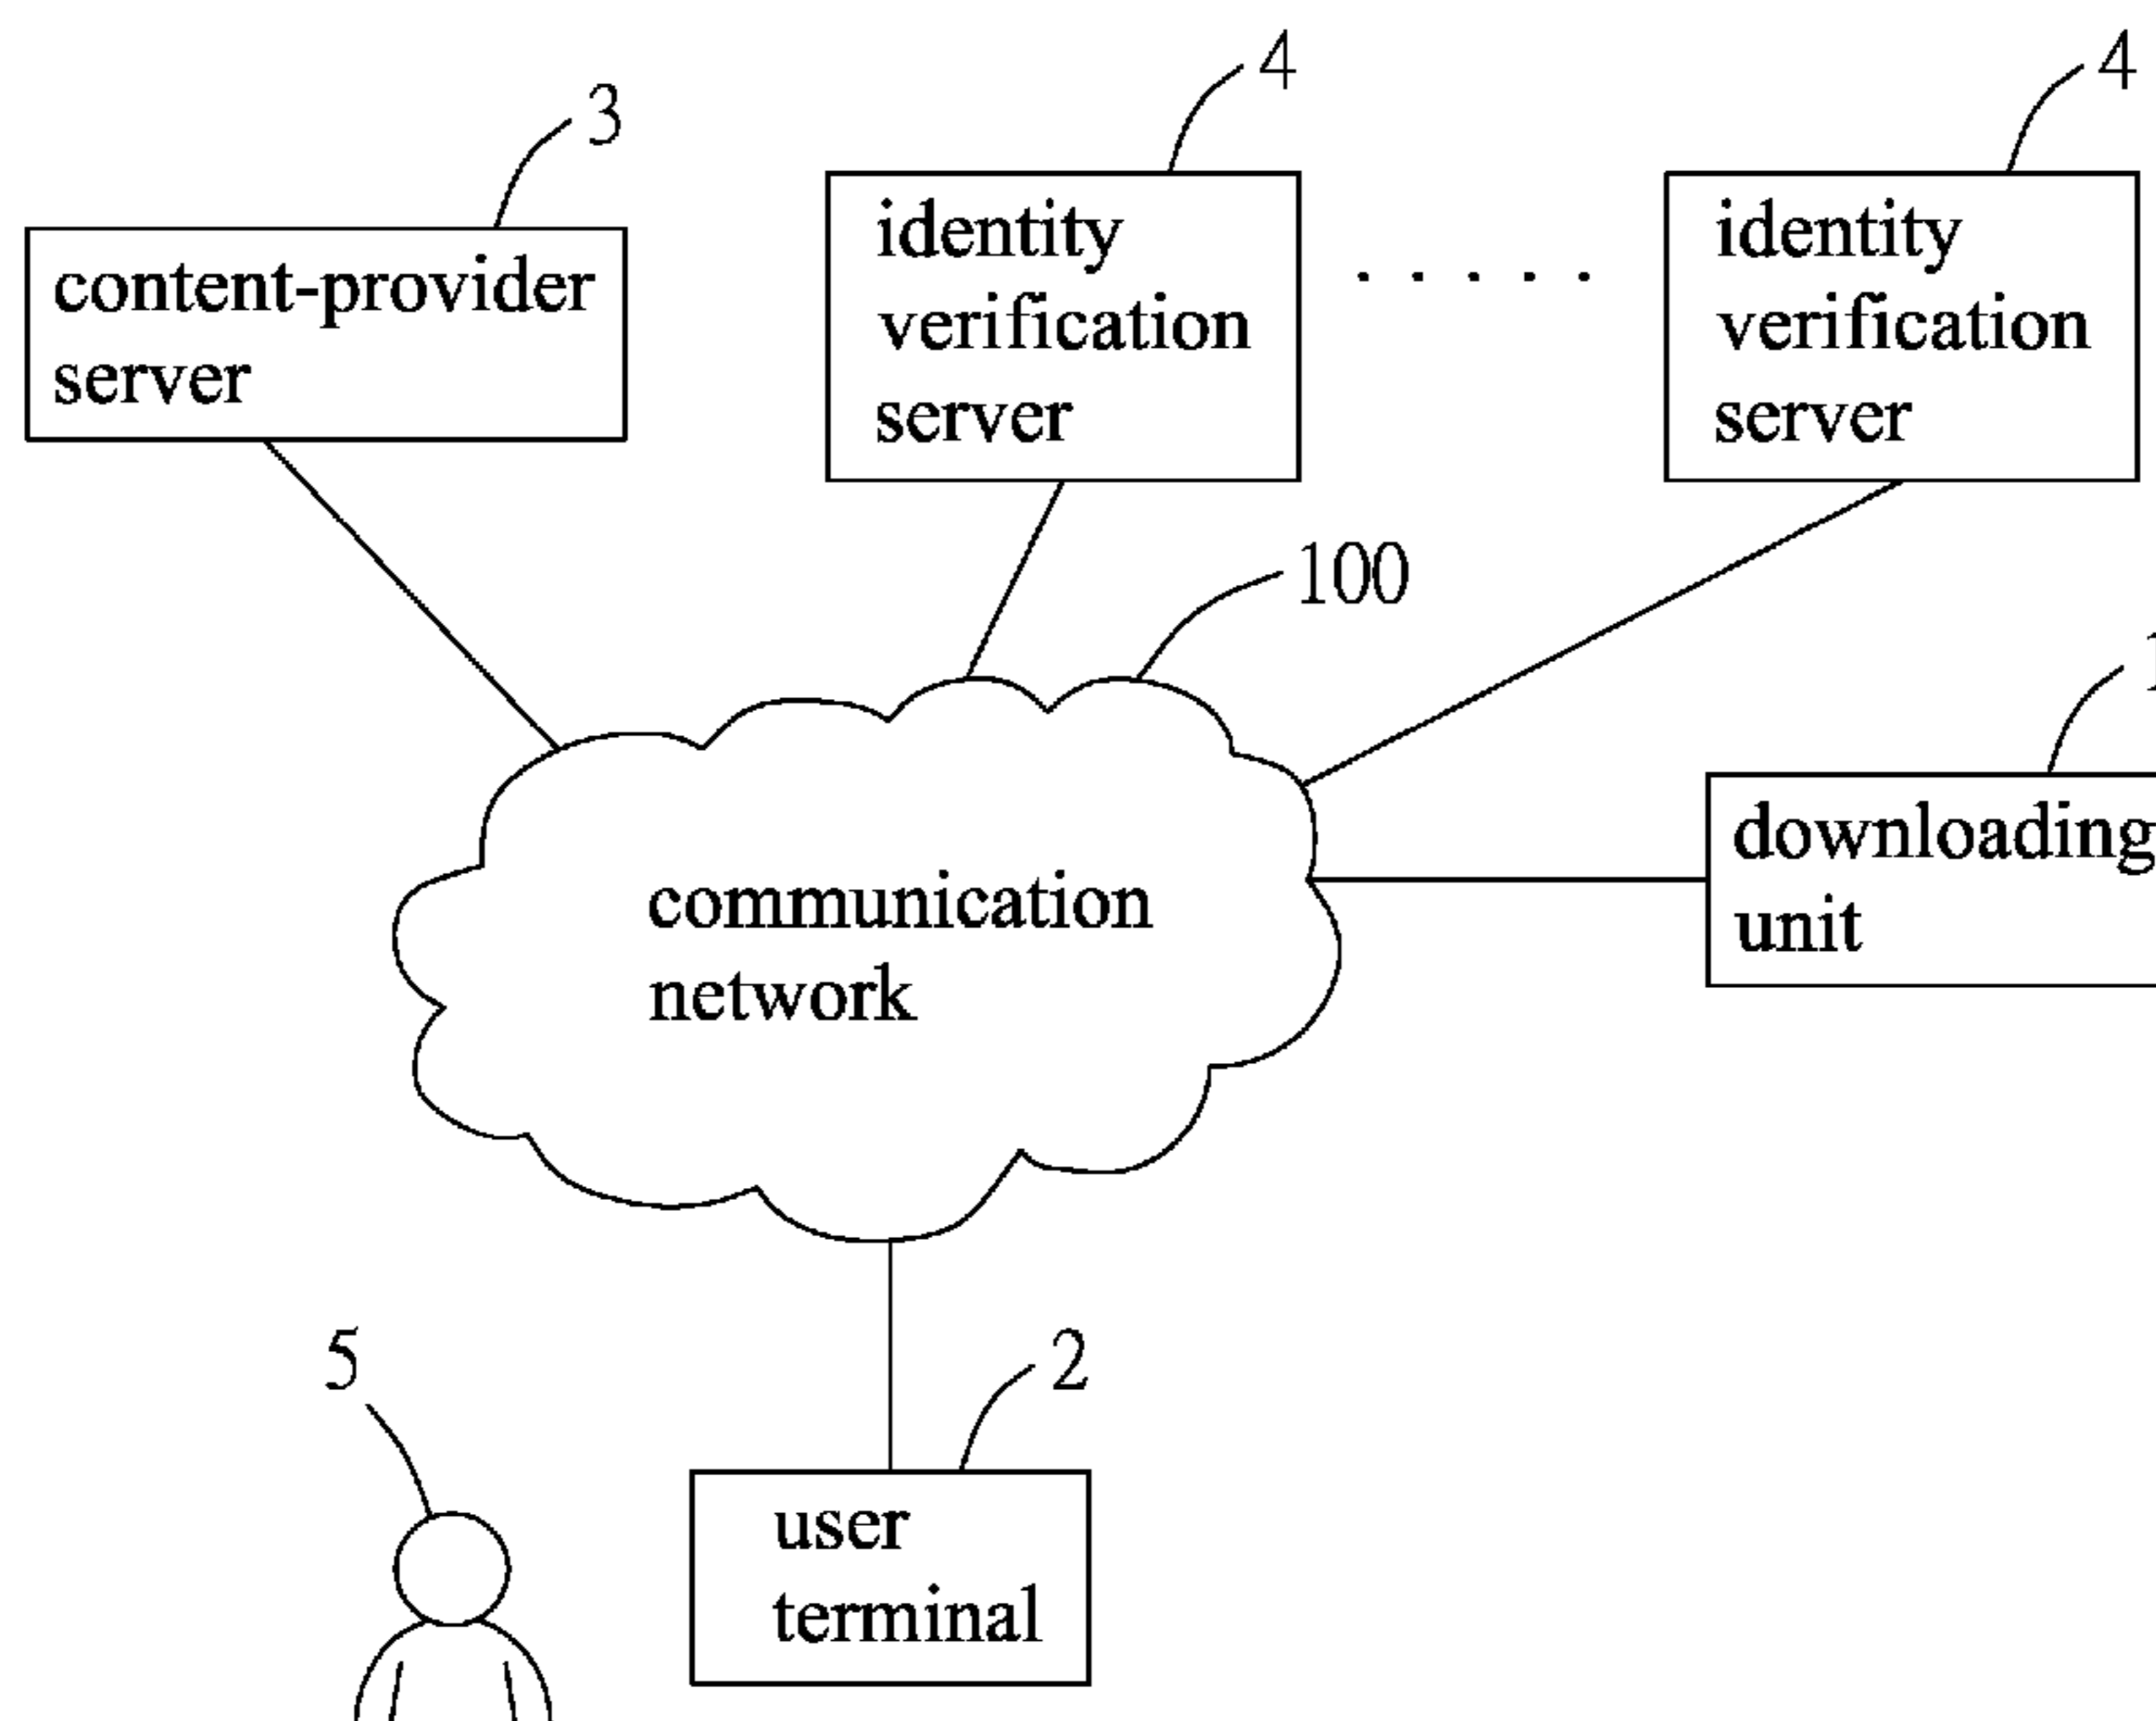 3
4
4
content-provider
server
identity
verification
server
. . . . .
identity
verification
server
100
downloading
unit
communication
network
5
2
user
terminal